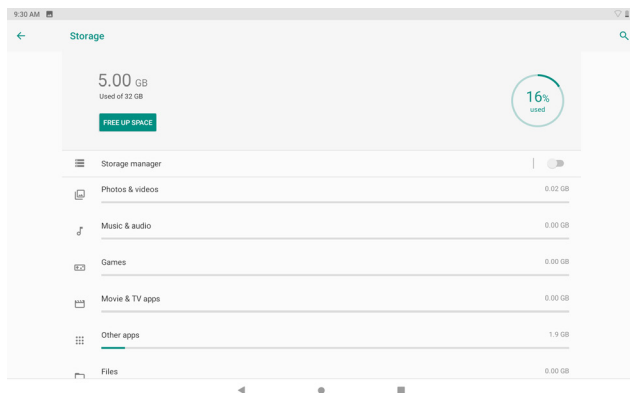 9:30 AM
Storage
5.00 GB
Used of 32 GB
FREE UP SPACE
16%
used
Storage manager
Photos & videos 0.02 GB
Music & audio 0.00 GB
Games 0.00 GB
Movie & TV apps 0.00 GB
Other apps 1.9 GB
Files 0.00 GB